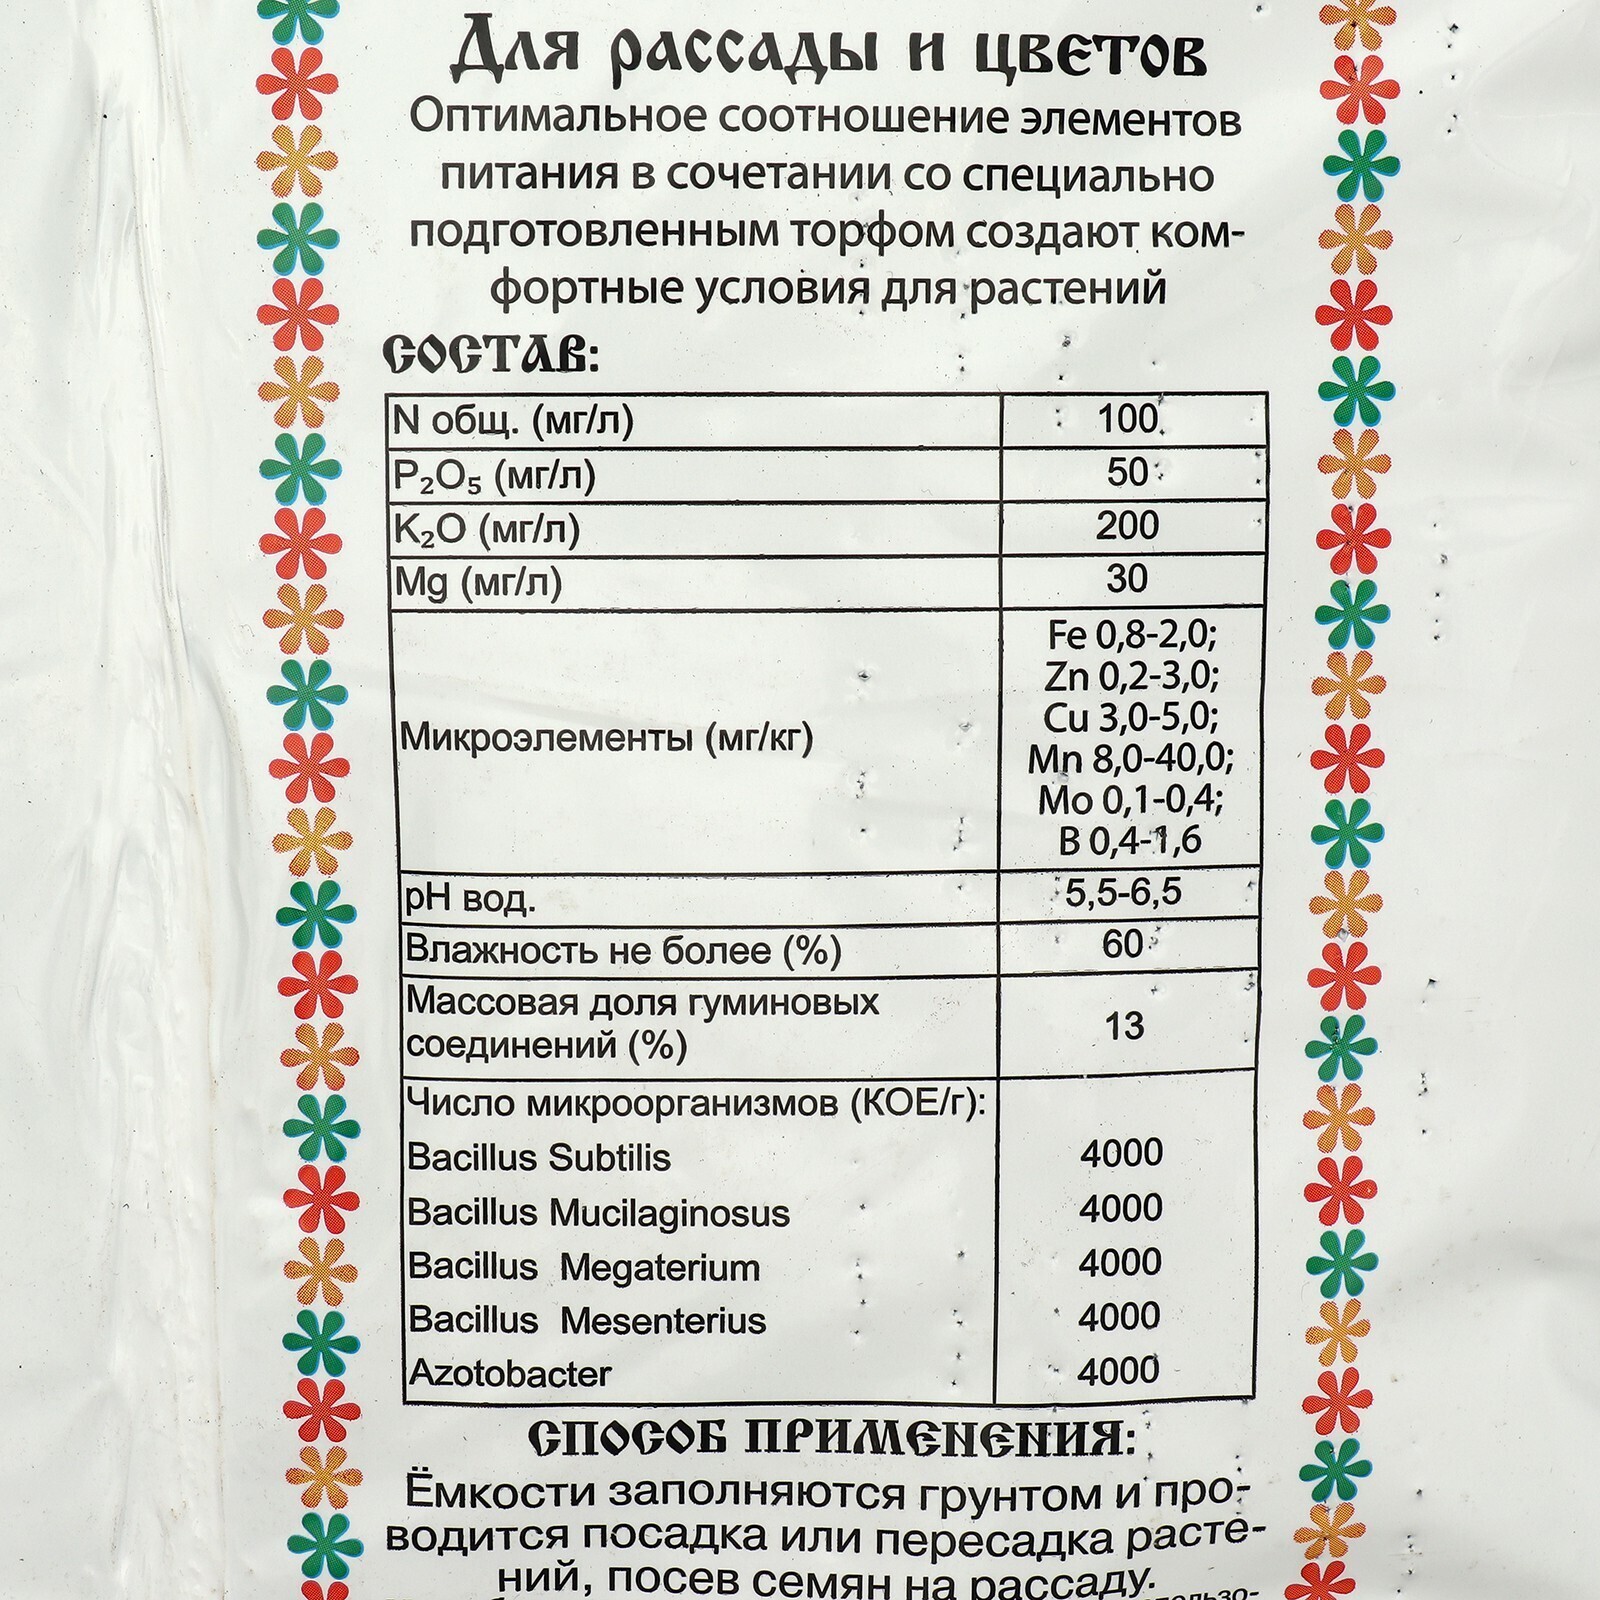 Для рассады и цветов
Оптимальное соотношение элементов
питания в сочетании со специально
подготовленным торфом создают ком-
фортные условия для растений
СОСТАВ:
N общ. (мг/л) 100
P₂O₅ (мг/л) 50
K₂O (мг/л) 200
Mg (мг/л) 30
Микроэлементы (мг/кг)
Fe 0,8-2,0;
Zn 0,2-3,0;
Cu 3,0-5,0;
Mn 8,0-40,0;
Mo 0,1-0,4;
B 0,4-1,6
pH вод. 5,5-6,5
Влажность не более (%) 60
Массовая доля гуминовых
соединений (%) 13
Число микроорганизмов (КОЕ/г):
Bacillus Subtilis 4000
Bacillus Mucilaginosus 4000
Bacillus Megaterium 4000
Bacillus Mesenterius 4000
Azotobacter 4000
СПОСОБ ПРИМЕНЕНИЯ:
Ёмкости заполняются грунтом и про-
водится посадка или пересадка расте-
ний, посев семян на рассаду.